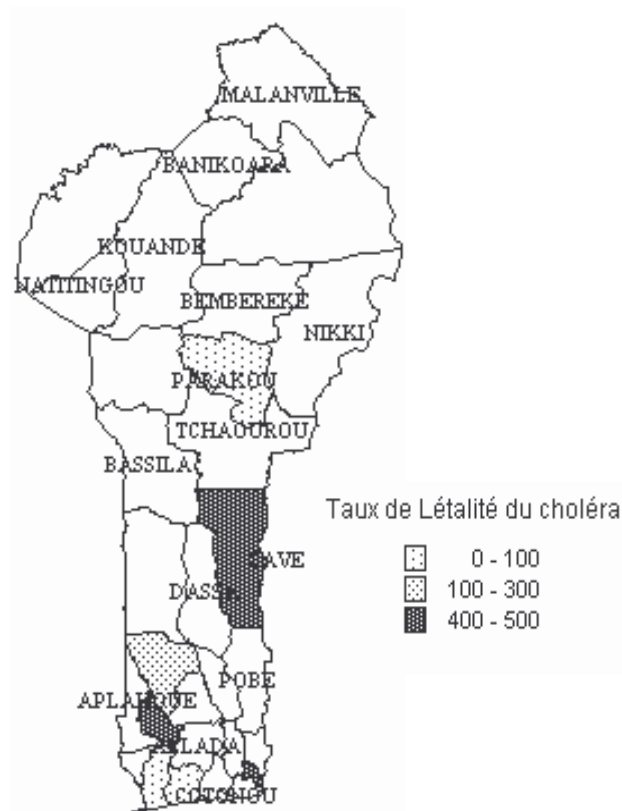 MALANVILLE
BANIKOARA
KOUANDE
NATITINGOU
BEMBEREKE
NIKKI
PARAKOU
TCHAOUROU
BASSILA
Taux de Létalité du choléra
0 - 100
SAVE
100 - 300
DASSA
400 - 500
POBE
APLAHOUE
ALLADA
COTONOU